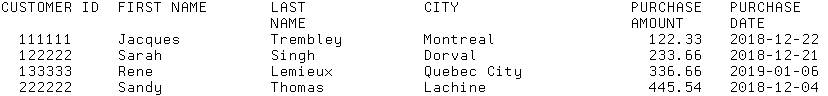 CUSTOMER ID FIRST NAME LAST CITY PURCHASE PURCHASE
NAME AMOUNT DATE
111111 Jacques Trembley Montreal 122.33 2018-12-22
122222 Sarah Singh Dorval 233.66 2018-12-21
133333 Rene Lemieux Quebec City 336.66 2019-01-06
222222 Sandy Thomas Lachine 445.54 2018-12-04